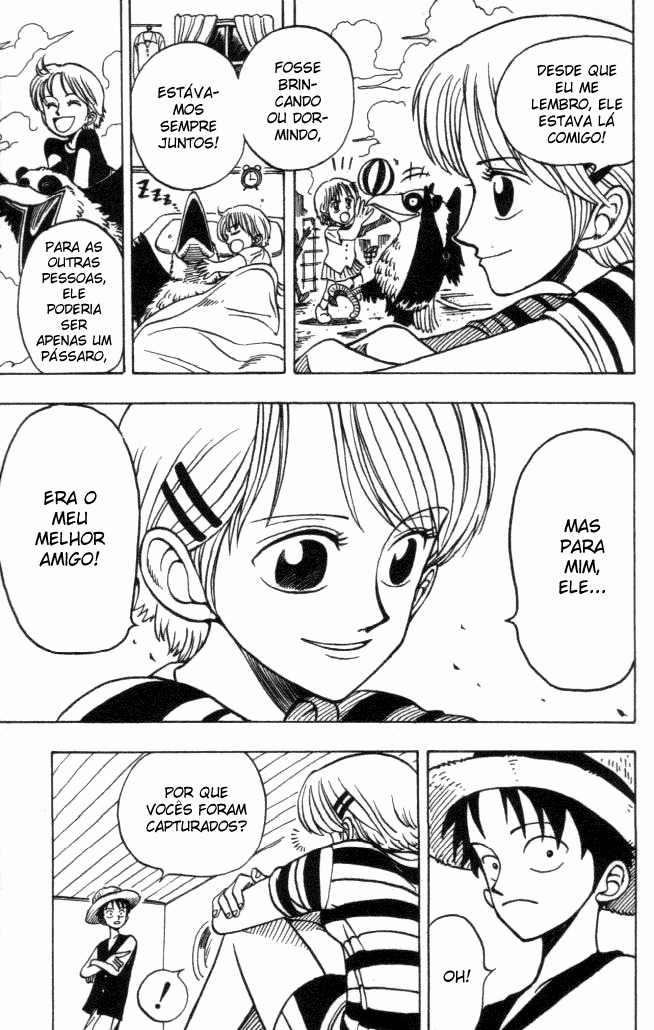 DESDE QUE
EU ME
LEMBRO, ELE
ESTAVA LÁ
COMIGO!
FOSSE
BRIN-
CANDO
OU DOR-
MINDO,
ESTÁVA-
MOS
SEMPRE
JUNTOS!
ZZZ
PARA AS
OUTRAS
PESSOAS,
ELE
PODERIA
SER
APENAS UM
PÁSSARO,
MAS
PARA
MIM,
ELE...
ERA O
MEU
MELHOR
AMIGO!
OH!
POR QUE
VOCÊS FORAM
CAPTURADOS?
!